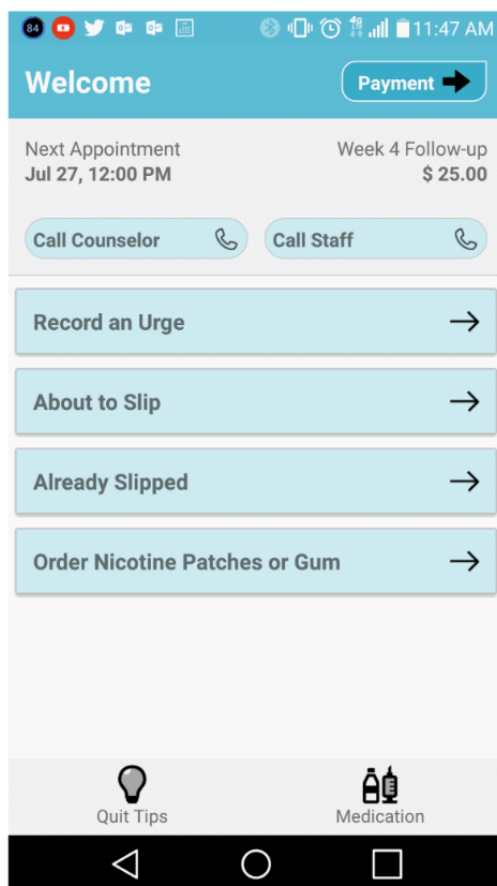 84 11:47 AM
Welcome
Payment
Next Appointment Week 4 Follow-up
Jul 27, 12:00 PM $ 25.00
Call Counselor Call Staff
Record an Urge
About to Slip
Already Slipped
Order Nicotine Patches or Gum
Quit Tips Medication